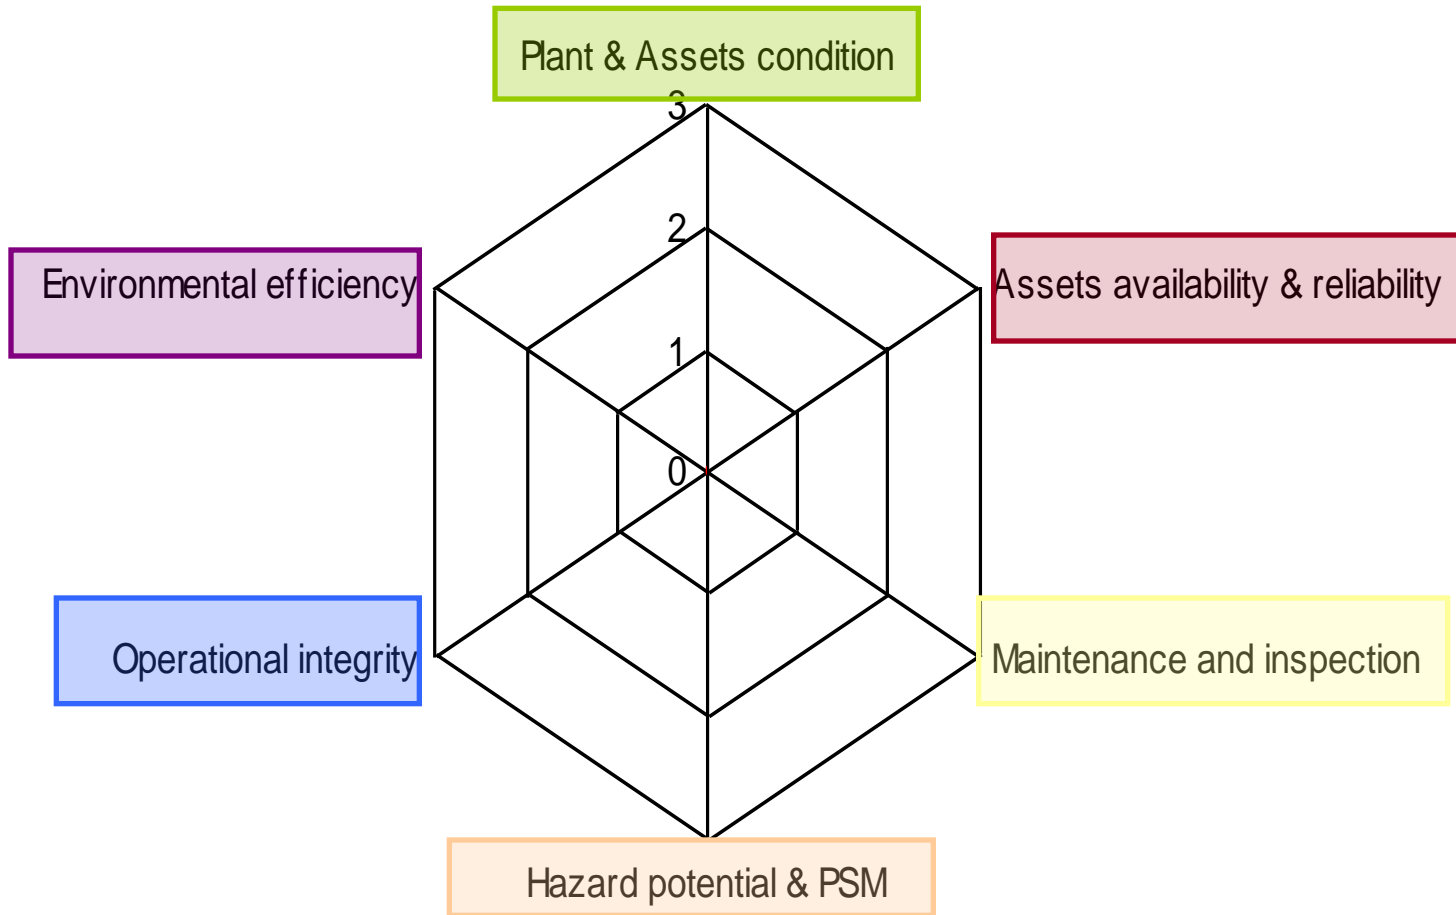 Plant & Assets condition
3
2
Environmental efficiency
Assets availability & reliability
1
0
Operational integrity
Maintenance and inspection
Hazard potential & PSM